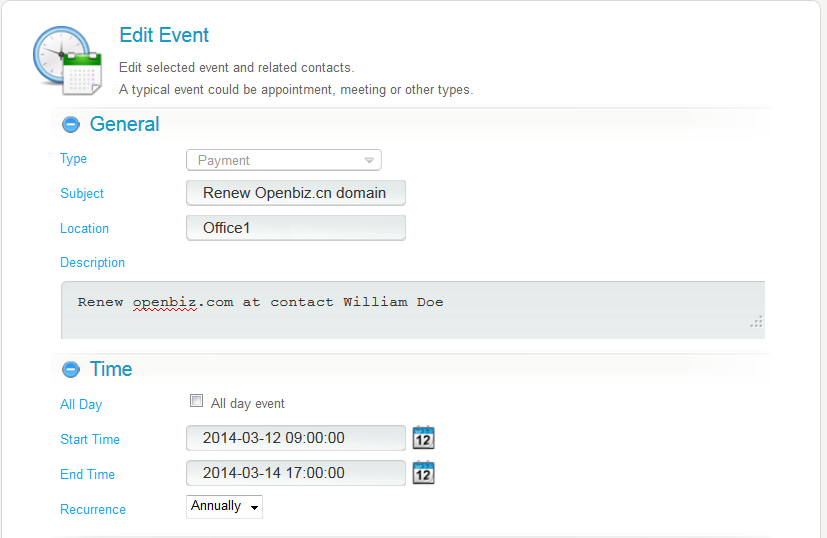 Edit Event
Edit selected event and related contacts.
A typical event could be appointment, meeting or other types.
General
Type Payment
Subject Renew Openbiz.cn domain
Location Office1
Description
Renew openbiz.com at contact William Doe
Time
All Day All day event
Start Time 2014-03-12 09:00:00 12
End Time 2014-03-14 17:00:00 12
Recurrence Annually